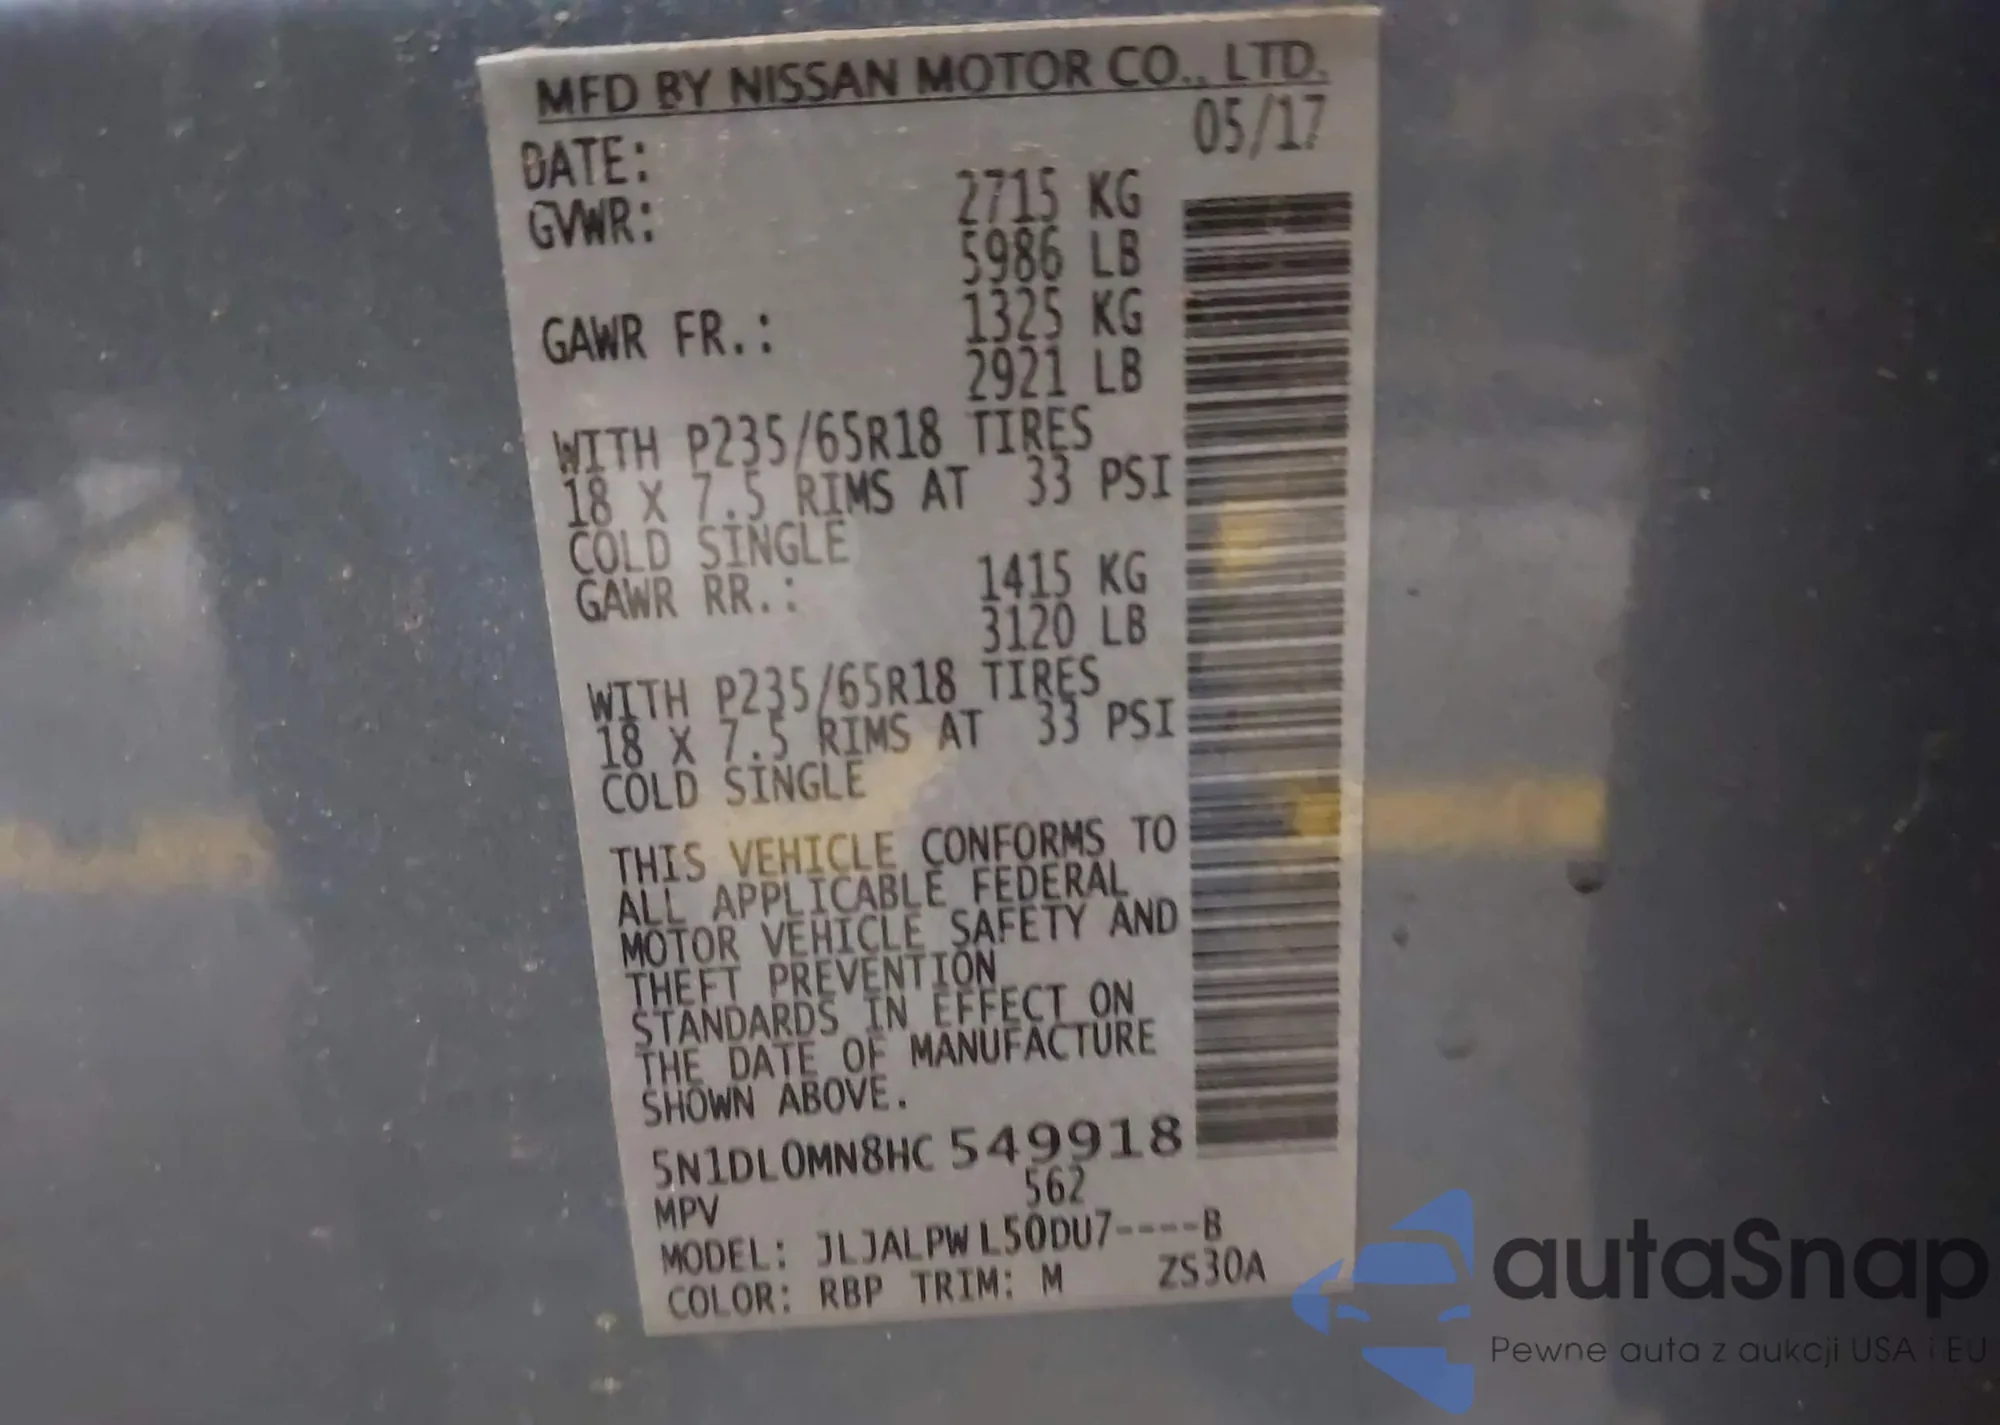 MFD BY NISSAN MOTOR CO., LTD.
DATE: 05/17
GVWR: 2715 KG
5986 LB
GAWR FR.: 1325 KG
2921 LB
WITH P235/65R18 TIRES
18 X 7.5 RIMS AT 33 PSI
COLD SINGLE
GAWR RR.: 1415 KG
3120 LB
WITH P235/65R18 TIRES
18 X 7.5 RIMS AT 33 PSI
COLD SINGLE
THIS VEHICLE CONFORMS TO
ALL APPLICABLE FEDERAL
MOTOR VEHICLE SAFETY AND
THEFT PREVENTION
STANDARDS IN EFFECT ON
THE DATE OF MANUFACTURE
SHOWN ABOVE.
5N1DL0MN8HC 549918
MPV 562
MODEL: JLJALPW L50DU7----B
COLOR: RBP TRIM: M ZS30A
autaSnap
Pewne auta z aukcji USA i EU